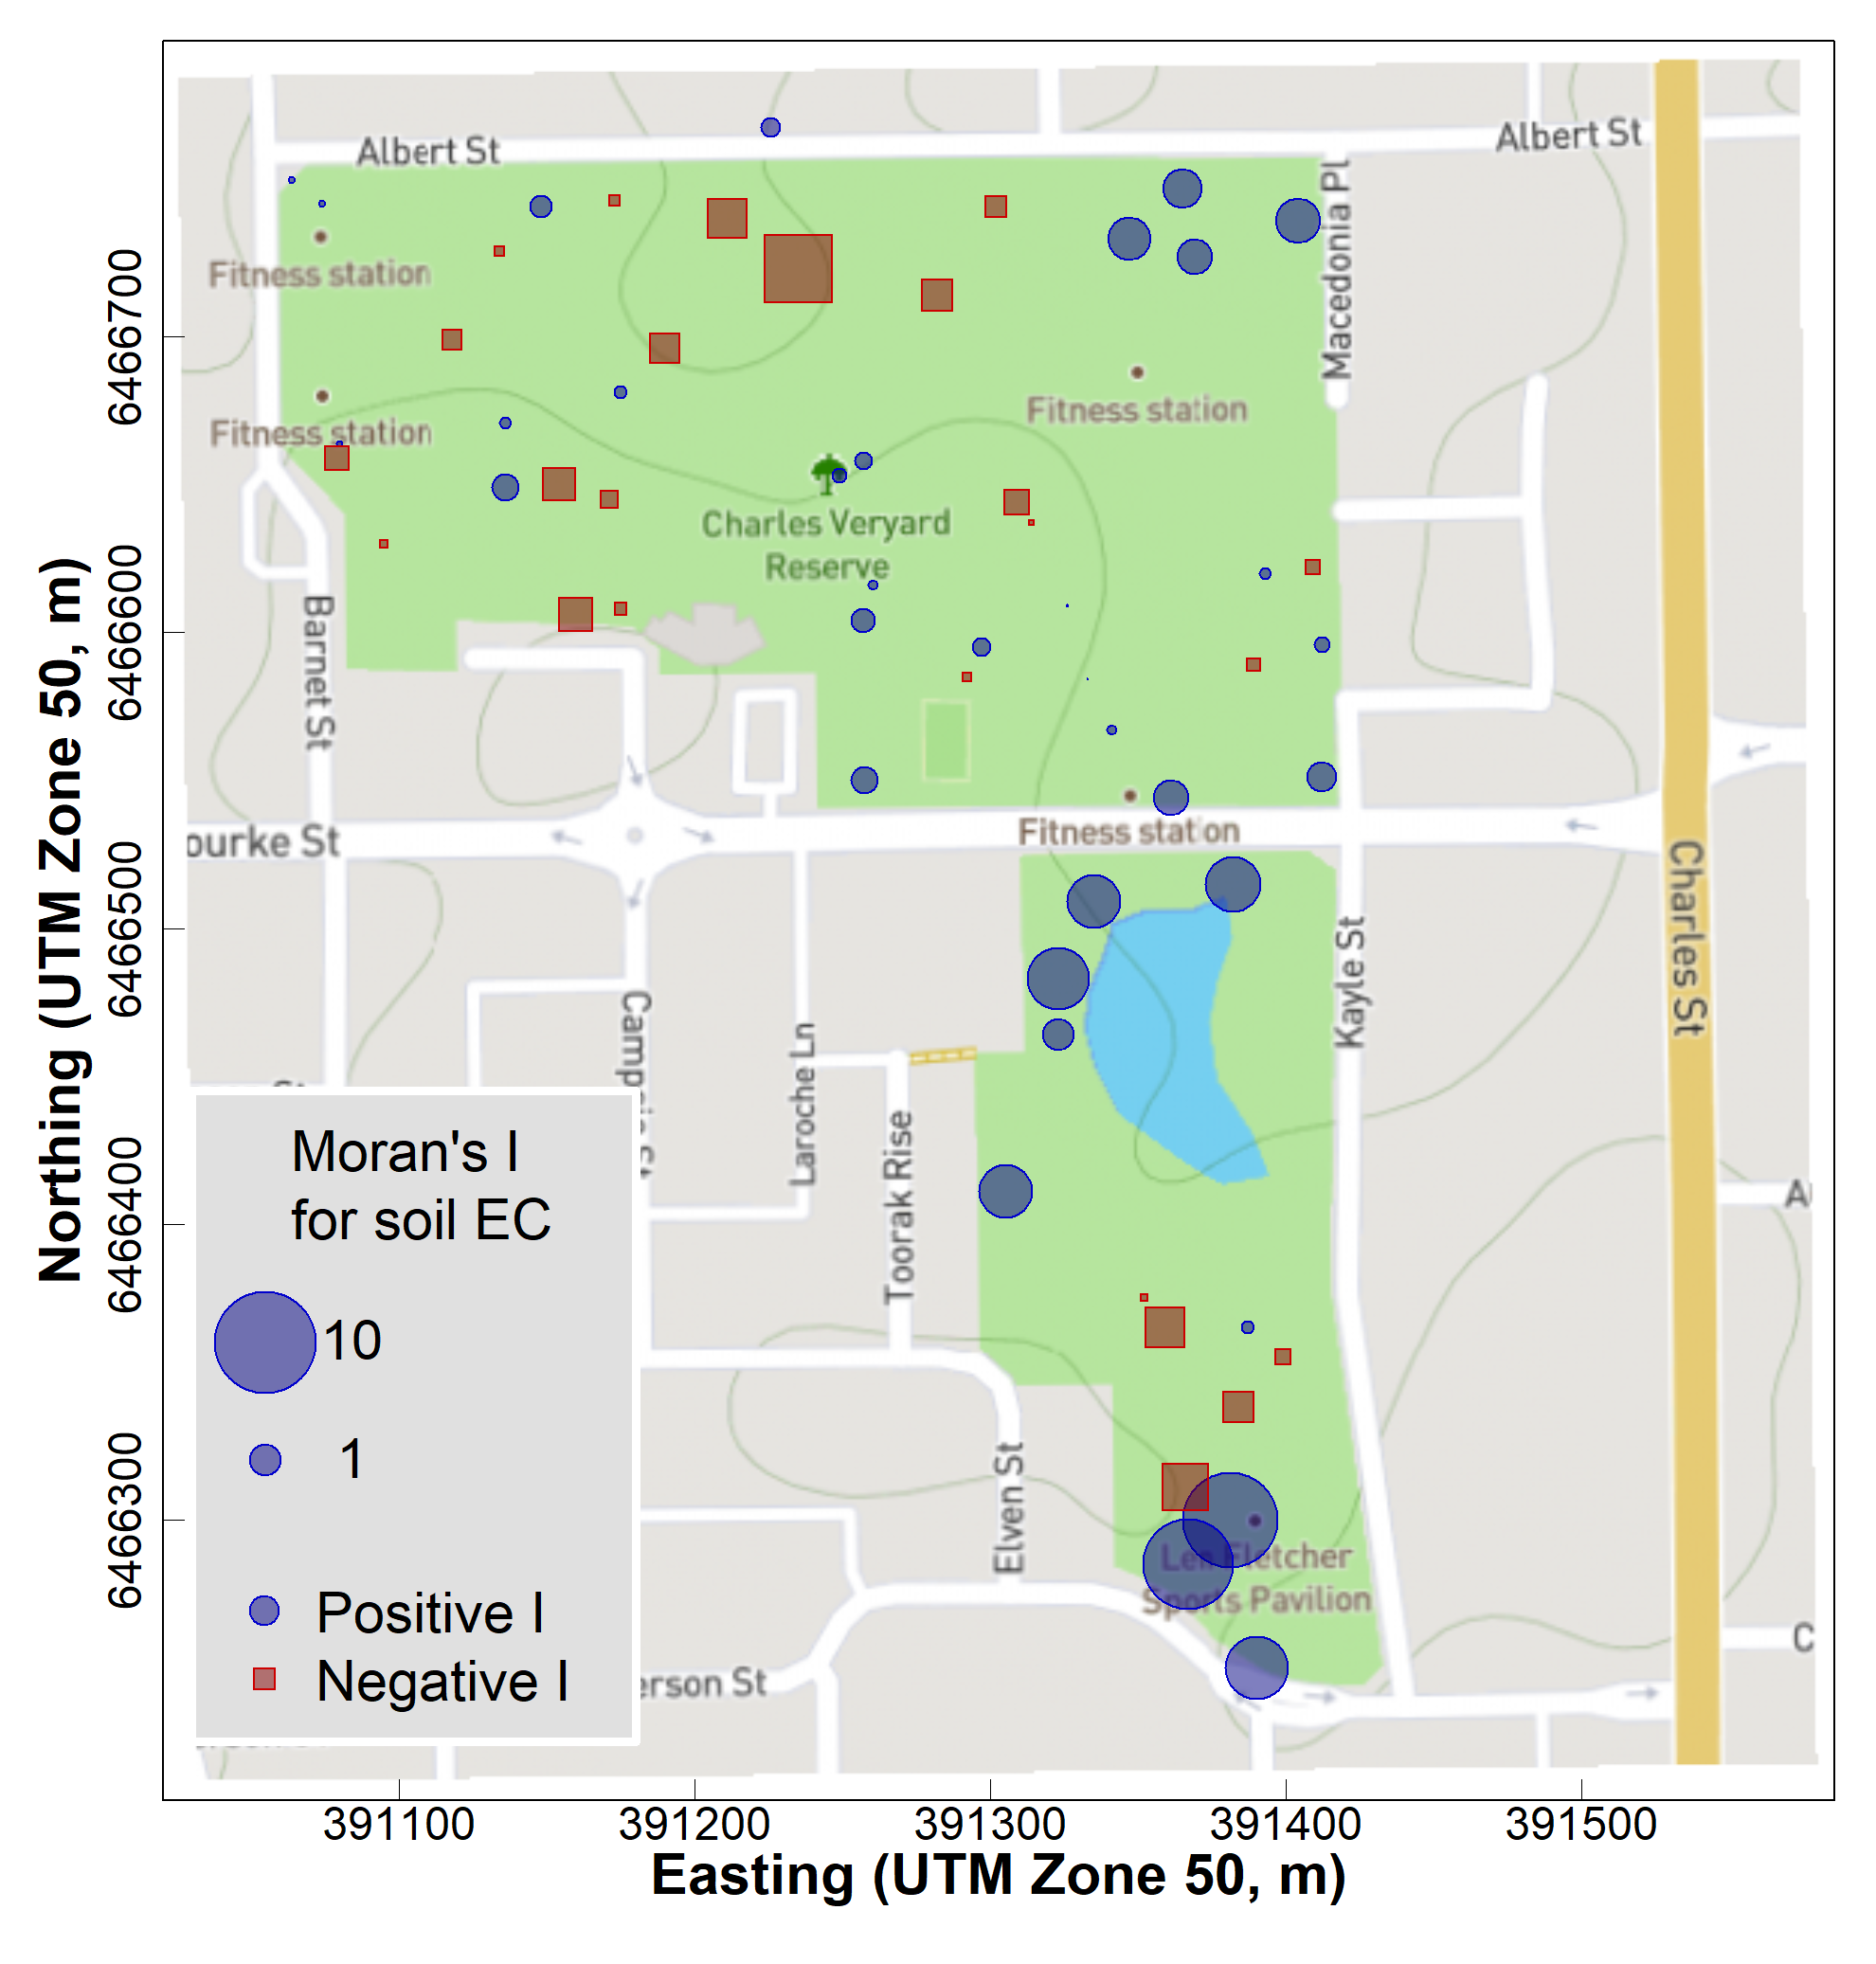 Albert St
Albert St
Macedonia Pl
Fitness station
6466700
Fitness station
Fitness station
Charles Veryard
Reserve
6466600
Barnet St
Northing (UTM Zone 50, m)
ourke St
Fitness station
Charles St
6466500
Kayle St
Laroche Ln
Toorak Rise
6466400
Moran's I
for soil EC
10
1
Positive I
Negative I
6466300
Elven St
Len Fletcher
Sports Pavilion
erson St
C
391100
391200
391300
391400
391500
Easting (UTM Zone 50, m)